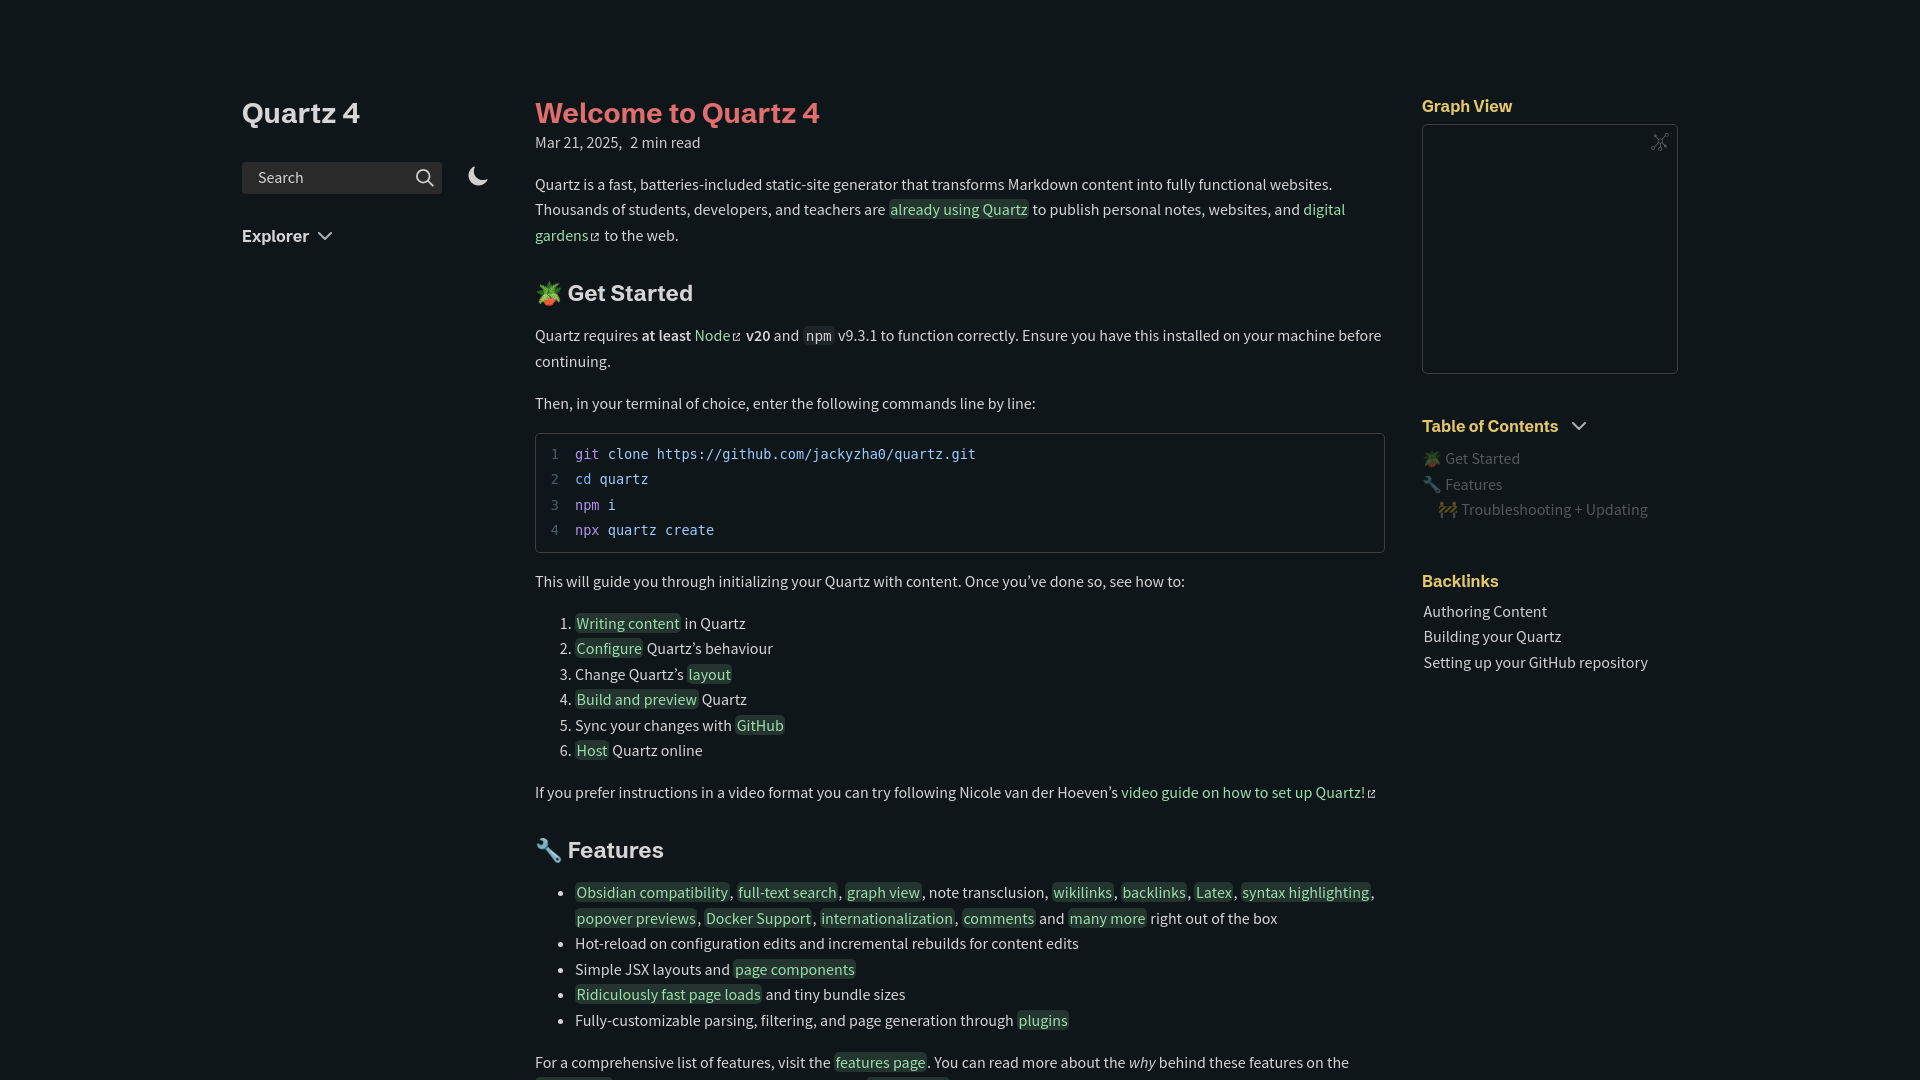 Quartz 4
Search
Explorer
Welcome to Quartz 4
Mar 21, 2025, 2 min read
Quartz is a fast, batteries-included static-site generator that transforms Markdown content into fully functional websites.
Thousands of students, developers, and teachers are already using Quartz to publish personal notes, websites, and digital
gardens to the web.
🪴 Get Started
Quartz requires at least Node v20 and npm v9.3.1 to function correctly. Ensure you have this installed on your machine before
continuing.
Then, in your terminal of choice, enter the following commands line by line:
1 git clone https://github.com/jackyzha0/quartz.git
2 cd quartz
3 npm i
4 npx quartz create
This will guide you through initializing your Quartz with content. Once you’ve done so, see how to:
1. Writing content in Quartz
2. Configure Quartz’s behaviour
3. Change Quartz’s layout
4. Build and preview Quartz
5. Sync your changes with GitHub
6. Host Quartz online
If you prefer instructions in a video format you can try following Nicole van der Hoeven’s video guide on how to set up Quartz!
🔧 Features
• Obsidian compatibility, full-text search, graph view, note transclusion, wikilinks, backlinks, Latex, syntax highlighting,
popover previews, Docker Support, internationalization, comments and many more right out of the box
• Hot-reload on configuration edits and incremental rebuilds for content edits
• Simple JSX layouts and page components
• Ridiculously fast page loads and tiny bundle sizes
• Fully-customizable parsing, filtering, and page generation through plugins
For a comprehensive list of features, visit the features page. You can read more about the why behind these features on the
Graph View
Table of Contents
🪴 Get Started
🔧 Features
🚧 Troubleshooting + Updating
Backlinks
Authoring Content
Building your Quartz
Setting up your GitHub repository